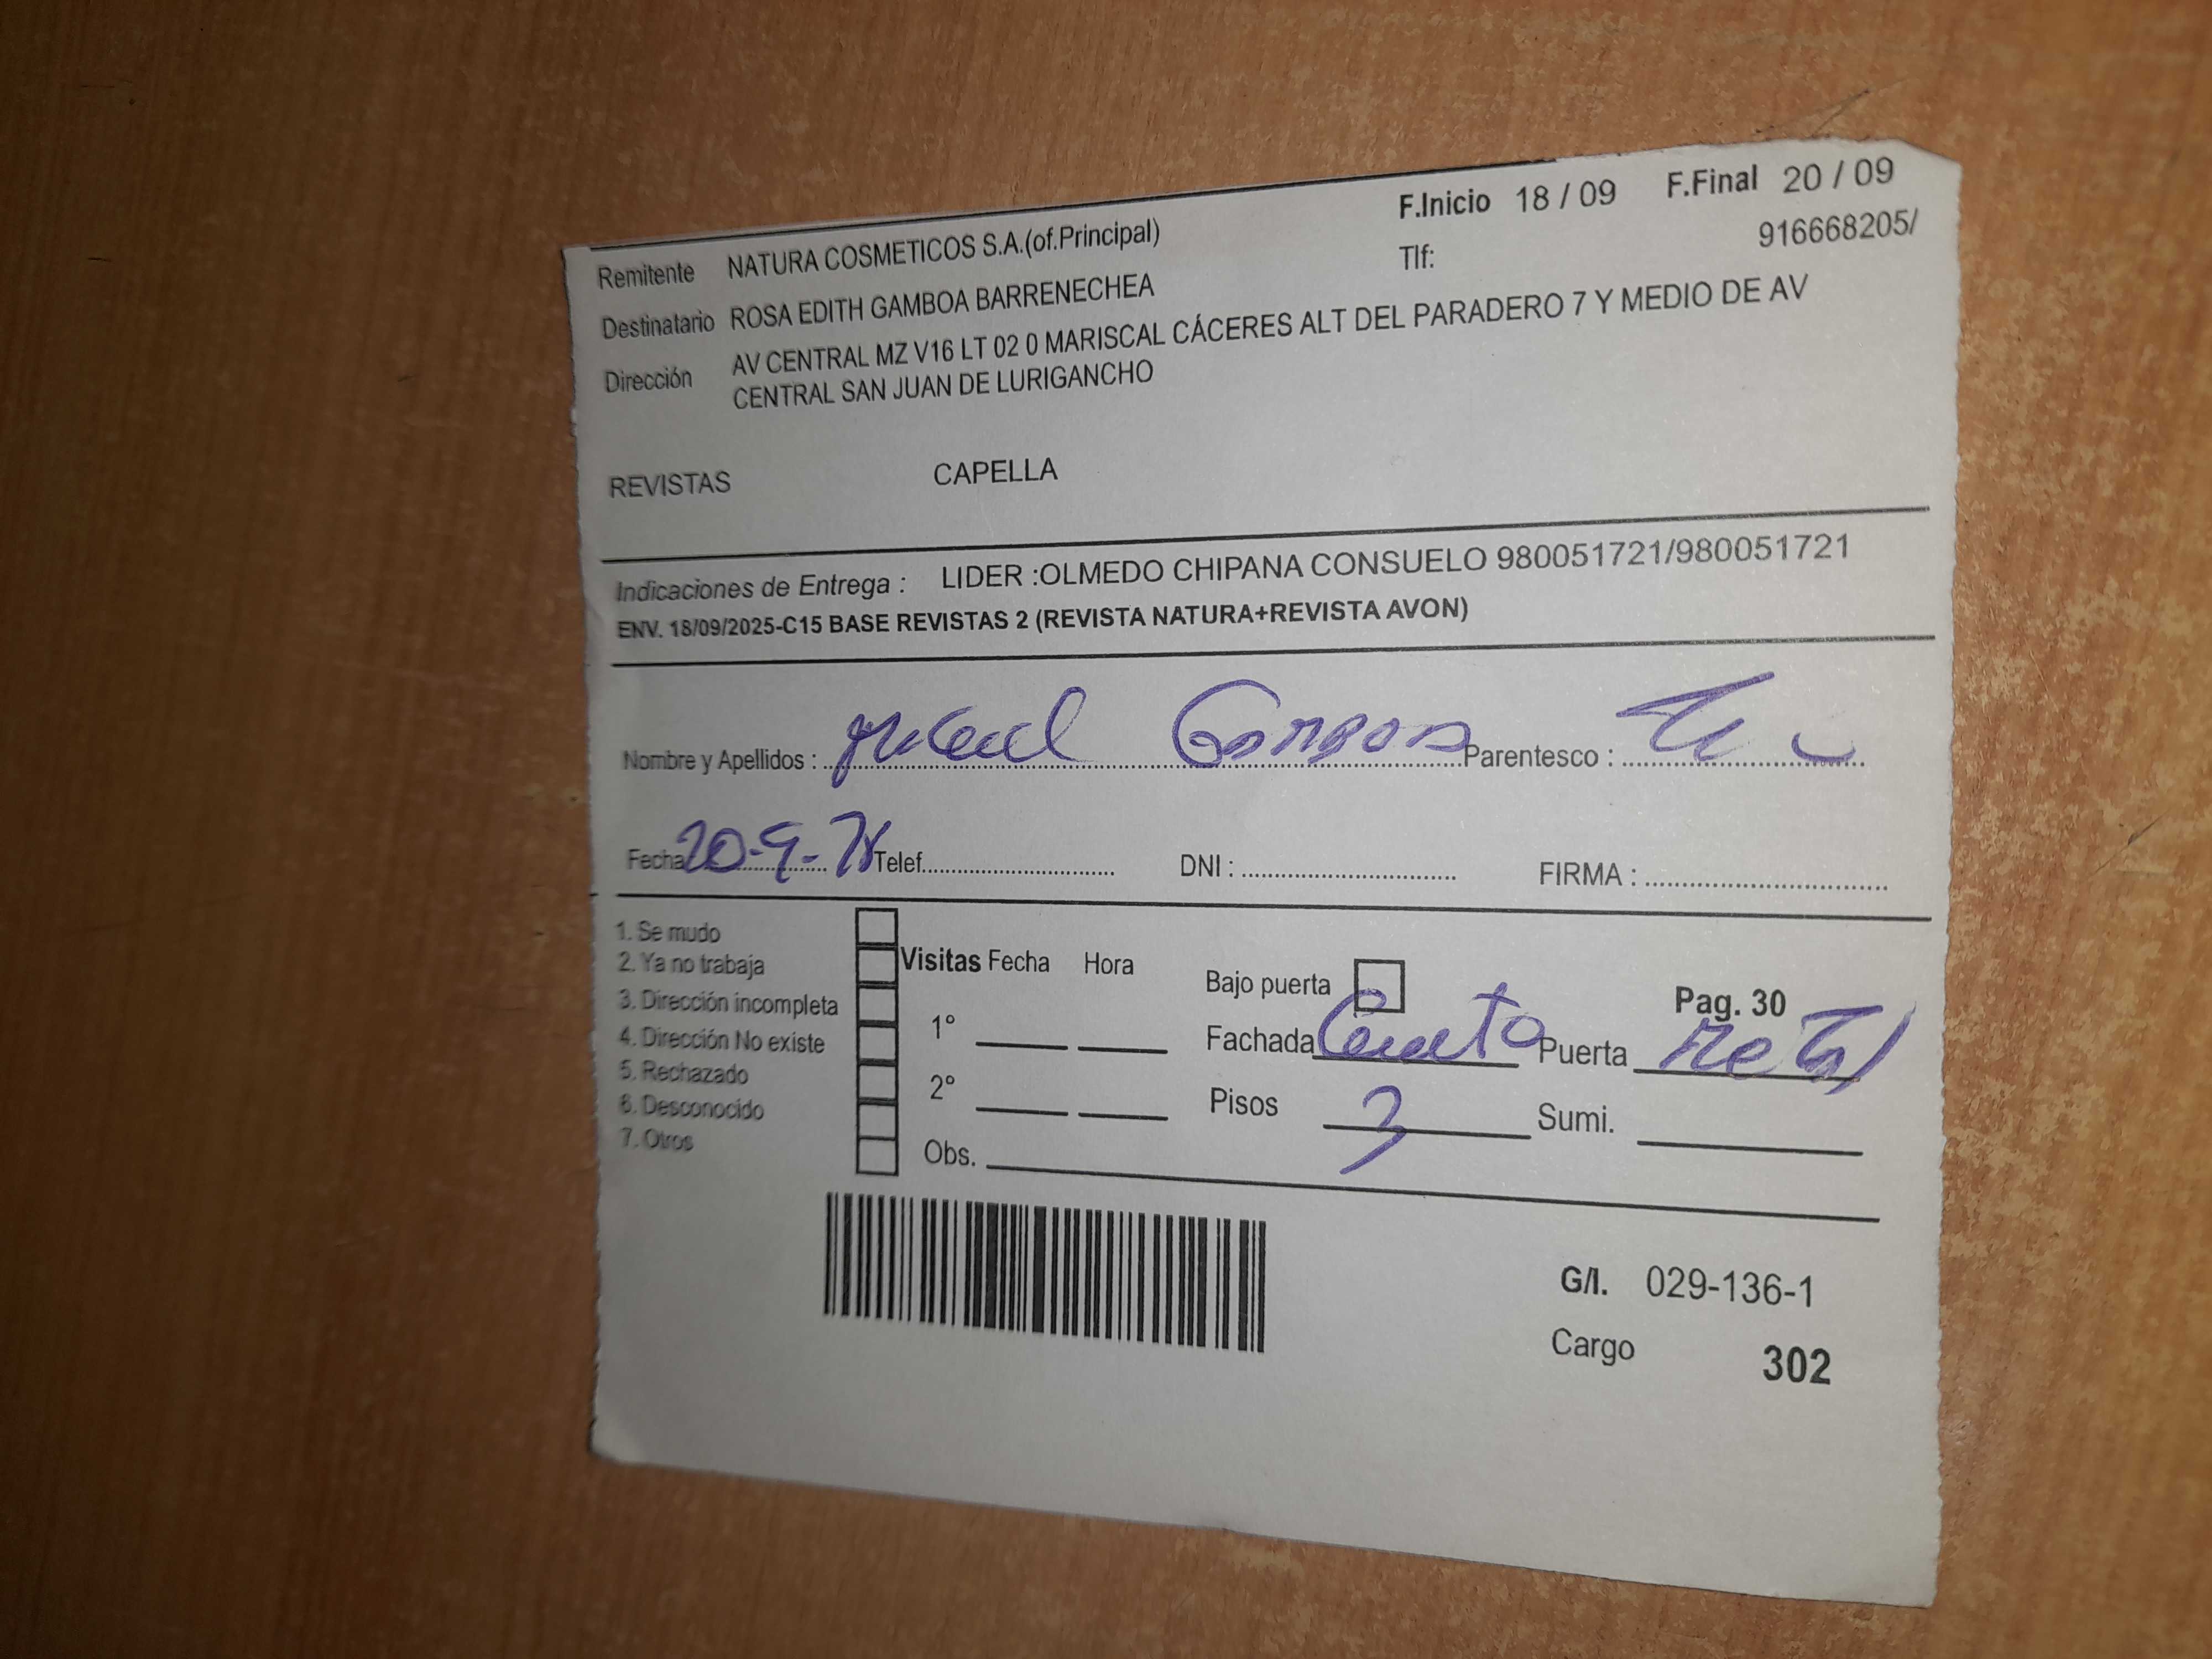 F.Inicio 18 / 09 F.Final 20 / 09
Remitente NATURA COSMETICOS S.A.(of.Principal) Tlf: 916668205/
Destinatario ROSA EDITH GAMBOA BARRENECHEA
Dirección AV CENTRAL MZ V16 LT 02 0 MARISCAL CÁCERES ALT DEL PARADERO 7 Y MEDIO DE AV
CENTRAL SAN JUAN DE LURIGANCHO
REVISTAS CAPELLA
Indicaciones de Entrega : LIDER :OLMEDO CHIPANA CONSUELO 980051721/980051721
ENV. 18/09/2025-C15 BASE REVISTAS 2 (REVISTA NATURA+REVISTA AVON)
Nombre y Apellidos : Parentesco :
Fecha 20-9- Telef. DNI : FIRMA :
1. Se mudo
2. Ya no trabaja
3. Dirección incompleta
4. Dirección No existe
5. Rechazado
6. Desconocido
7. Otros
Visitas Fecha Hora
1°
2°
Obs.
Bajo puerta Pag. 30
Fachada Puerta Metal
Pisos 3 Sumi.
G/I. 029-136-1
Cargo 302